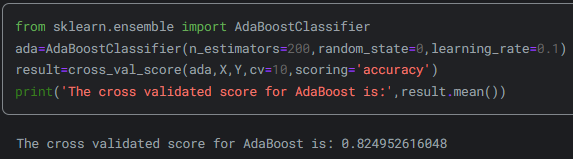 from sklearn.ensemble import AdaBoostClassifier
ada=AdaBoostClassifier(n_estimators=200,random_state=0,learning_rate=0.1)
result=cross_val_score(ada,X,Y,cv=10,scoring='accuracy')
print('The cross validated score for AdaBoost is:',result.mean())
The cross validated score for AdaBoost is: 0.824952616048